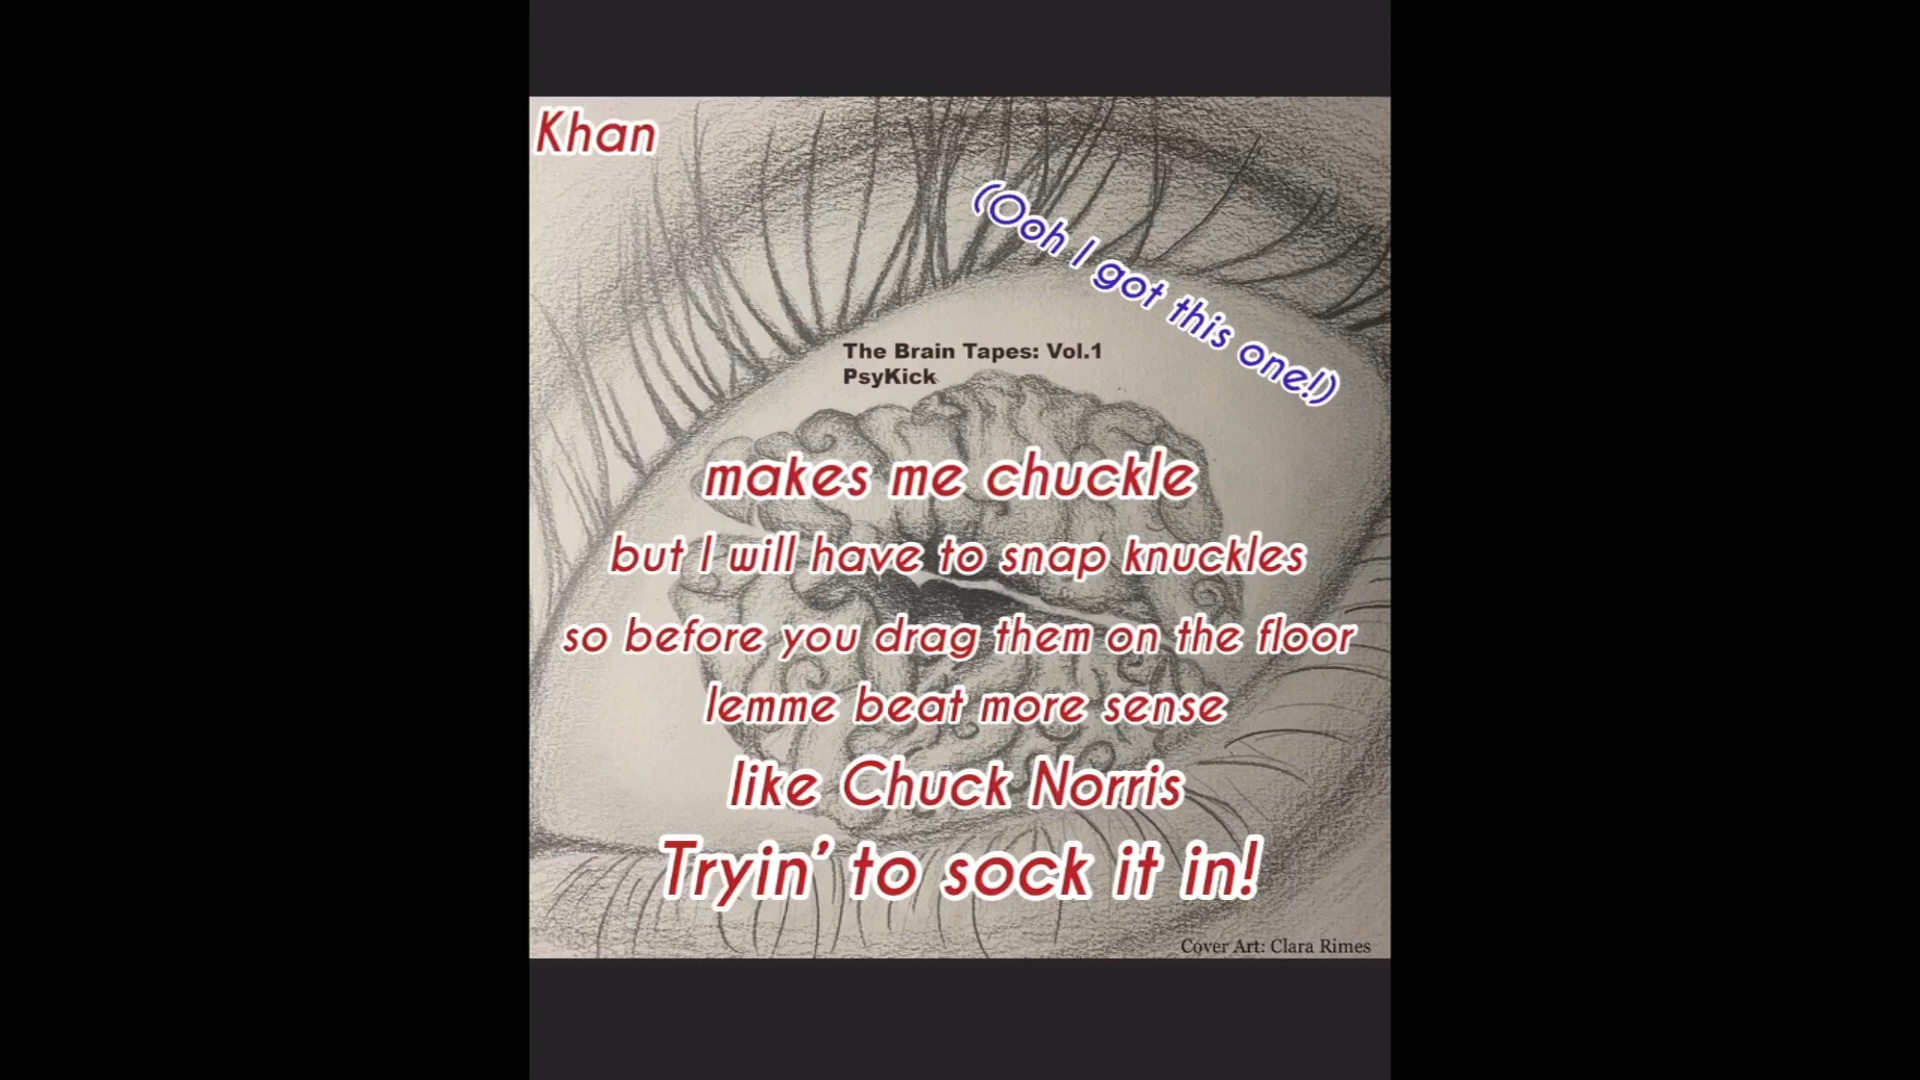 Khan
(Ooh I got this one!)
The Brain Tapes: Vol.1
PsyKick
makes me chuckle
but I will have to snap knuckles
so before you drag them on the floor
lemme beat more sense
like Chuck Norris
Tryin' to sock it in!
Cover Art: Clara Rimes